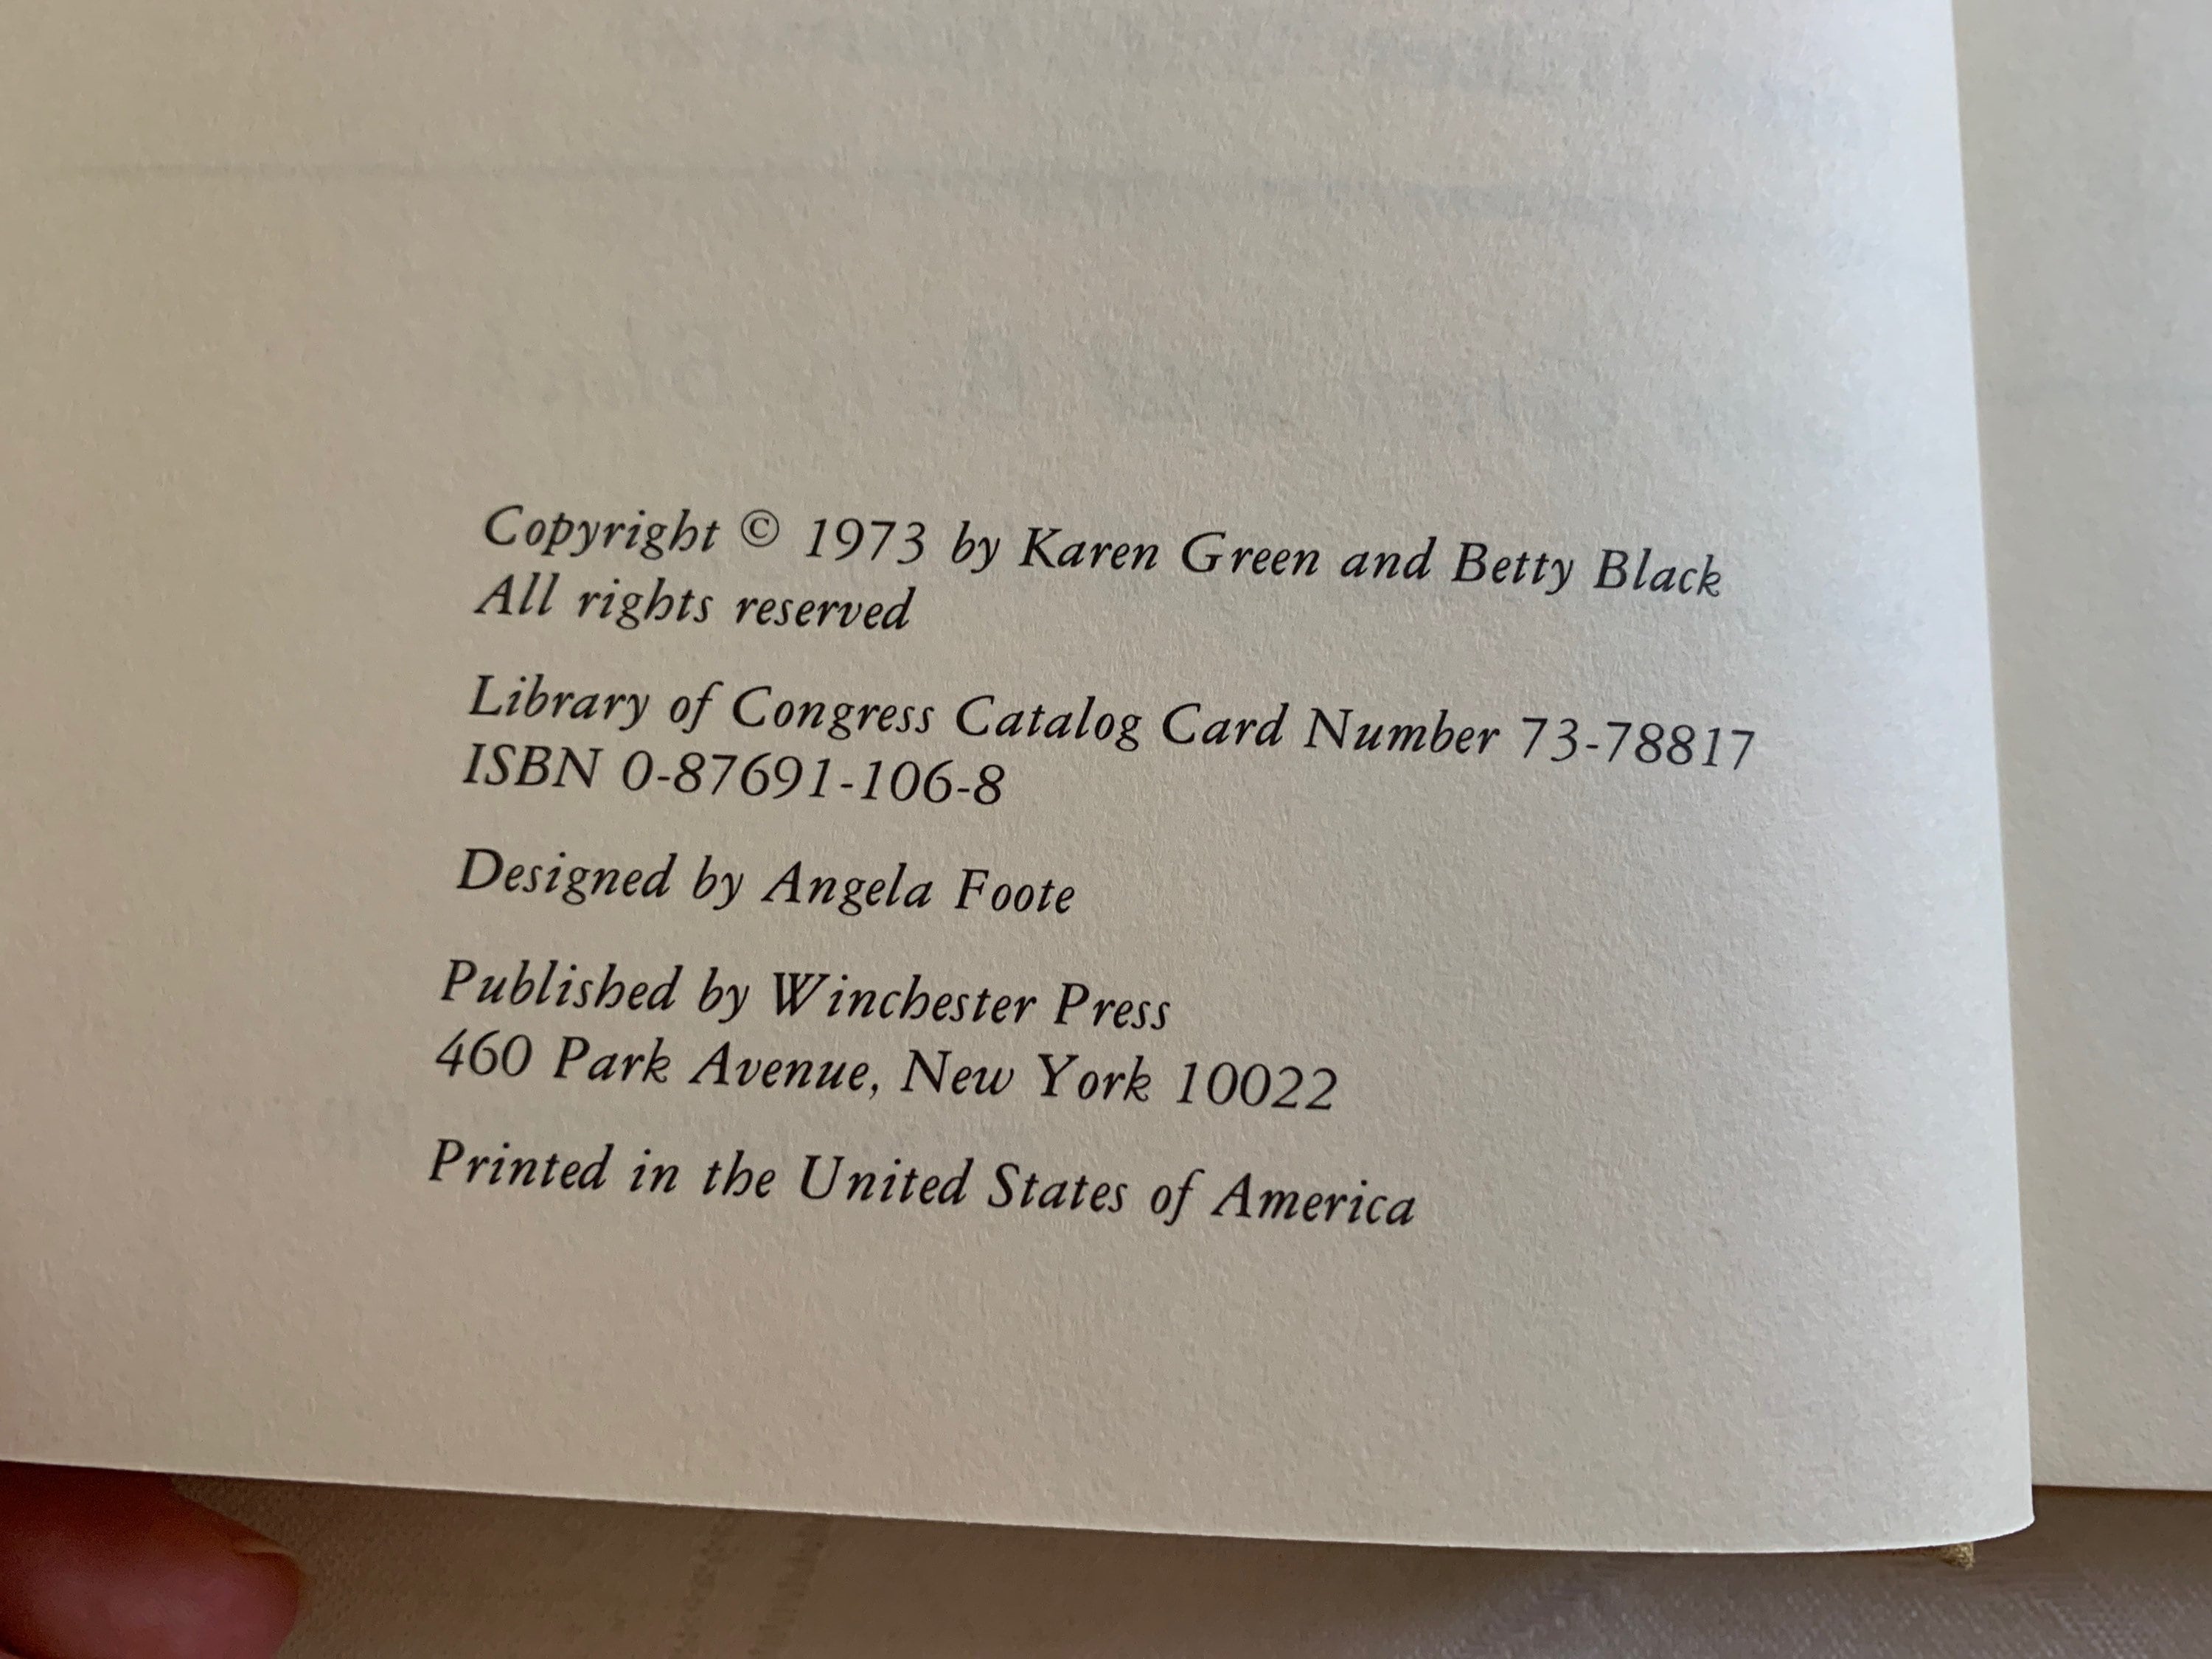 Copyright © 1973 by Karen Green and Betty Black
All rights reserved
Library of Congress Catalog Card Number 73-78817
ISBN 0-87691-106-8
Designed by Angela Foote
Published by Winchester Press
460 Park Avenue, New York 10022
Printed in the United States of America